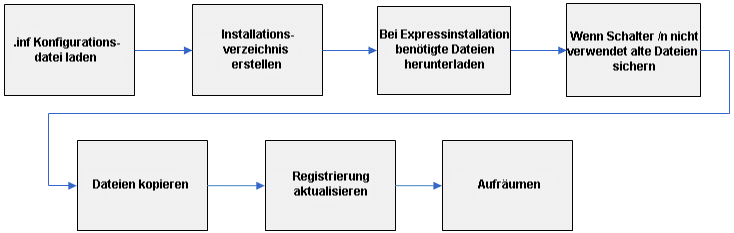 .inf Konfigurations-
datei laden
Installations-
verzeichnis
erstellen
Bei Expressinstallation
benötigte Dateien
herunterladen
Wenn Schalter /n nicht
verwendet alte Dateien
sichern
Dateien kopieren
Registrierung
aktualisieren
Aufräumen